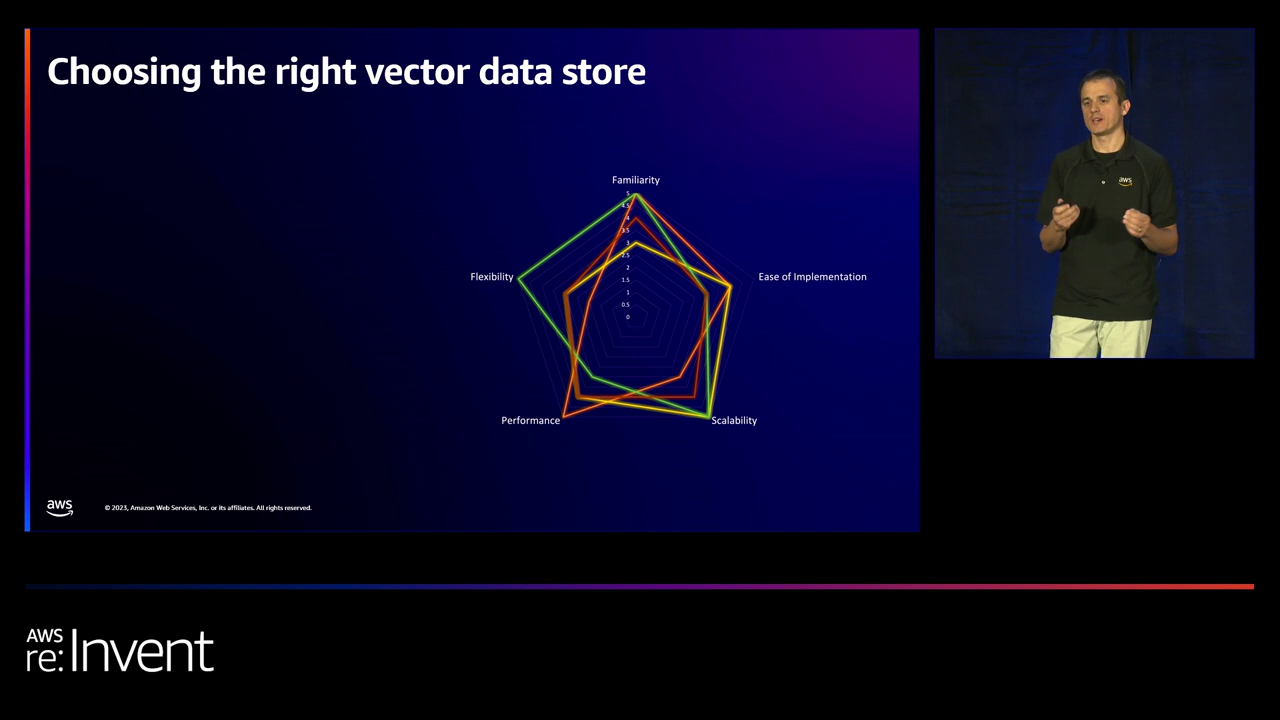 Choosing the right vector data store
Familiarity
5
4.5
4
3.5
3
2.5
2
1.5
1
0.5
0
Flexibility
Ease of Implementation
Performance
Scalability
aws
© 2023, Amazon Web Services, Inc. or its affiliates. All rights reserved.
aws
AWS
re:Invent